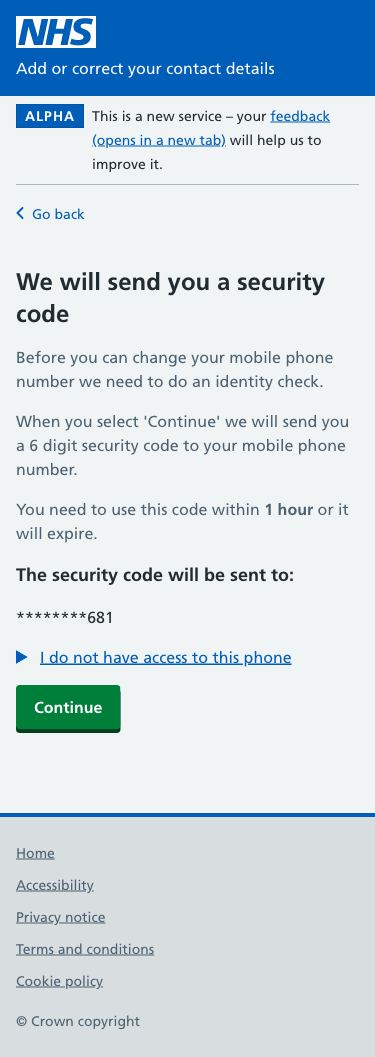 NHS
Add or correct your contact details
ALPHA This is a new service – your feedback
(opens in a new tab) will help us to
improve it.
Go back
We will send you a security
code
Before you can change your mobile phone
number we need to do an identity check.
When you select 'Continue' we will send you
a 6 digit security code to your mobile phone
number.
You need to use this code within 1 hour or it
will expire.
The security code will be sent to:
********681
I do not have access to this phone
Continue
Home
Accessibility
Privacy notice
Terms and conditions
Cookie policy
© Crown copyright